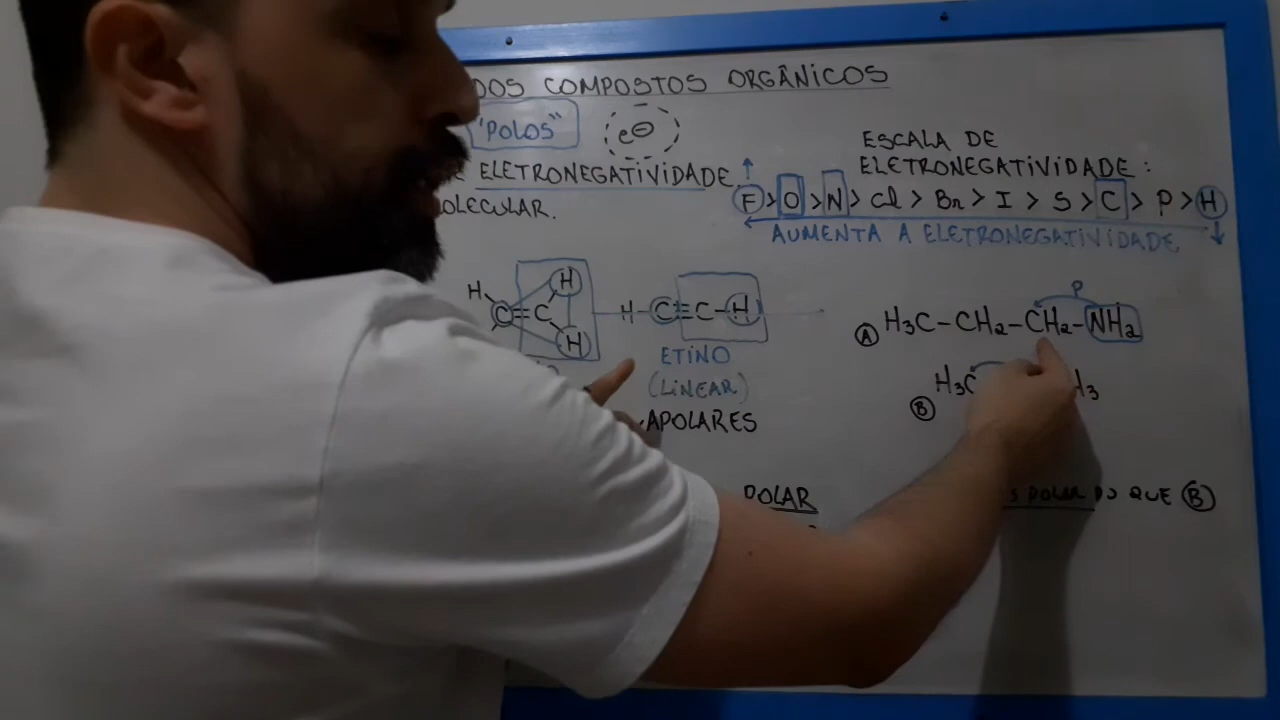 DOS COMPOSTOS ORGÂNICOS
"POLOS" e⊖
ELETRONEGATIVIDADE. ↑
OLECULAR.
ESCALA DE
ELETRONEGATIVIDADE:
F > O > N > Cl > Br > I > S > C > P > H
AUMENTA A ELETRONEGATIVIDADE ↓
H C=C H H
H-C≡C-H
ETINO
(LINEAR)
APOLARES
P
A H₃C-CH₂-CH₂-NH₂
B H₃C H₃
POLAR
S POLAR DO QUE B